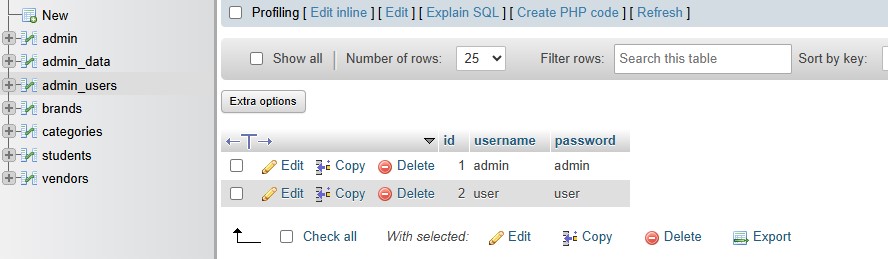 New
admin
admin_data
admin_users
brands
categories
students
vendors
Profiling [ Edit inline ] [ Edit ] [ Explain SQL ] [ Create PHP code ] [ Refresh ]
Show all Number of rows: 25 Filter rows: Search this table Sort by key:
Extra options
id username password
Edit Copy Delete 1 admin admin
Edit Copy Delete 2 user user
Check all With selected: Edit Copy Delete Export